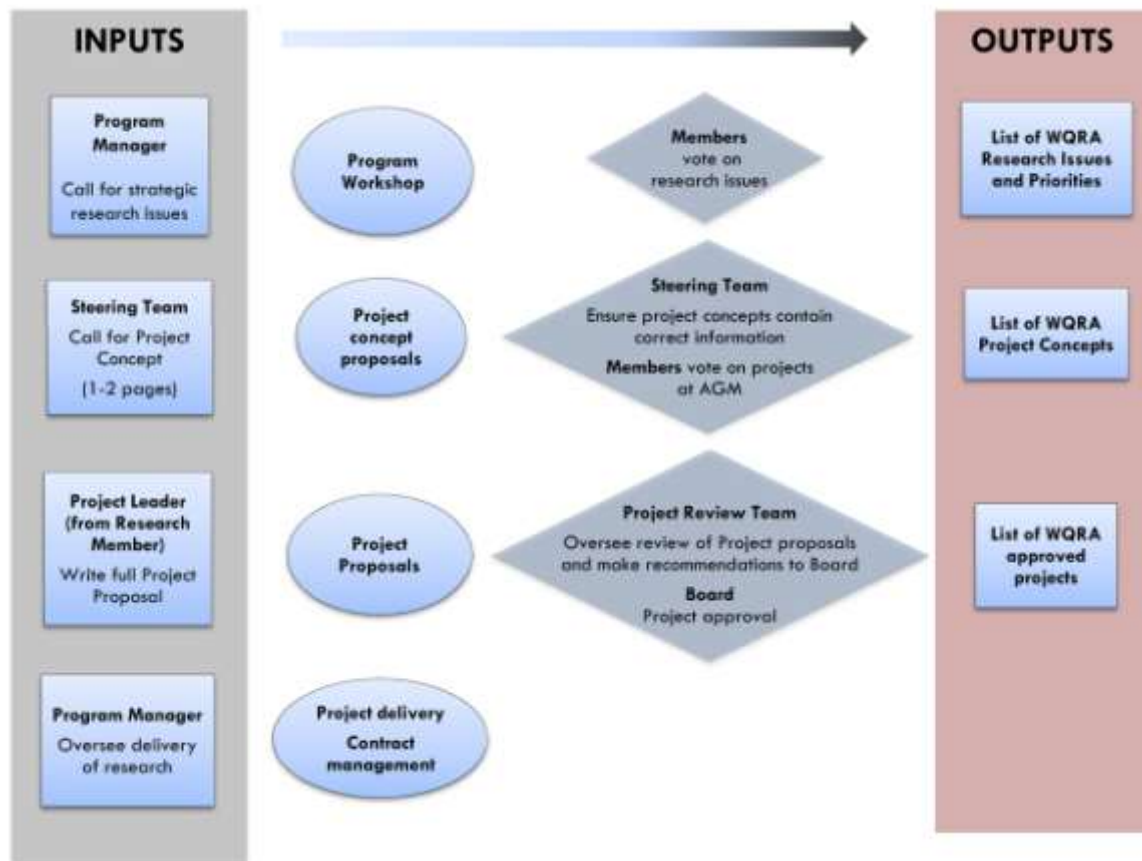 INPUTS
OUTPUTS
Program
Manager
Call for strategic
research issues
Program
Workshop
Members
vote on
research issues
List of WQRA
Research Issues
and Priorities
Steering Team
Call for Project
Concept
(1-2 pages)
Project
concept
proposals
Steering Team
Ensure project concepts contain
correct information
Members vote on projects
at AGM
List of WQRA
Project Concepts
Project Leader
(from Research
Member)
Write full Project
Proposal
Project
Proposals
Project Review Team
Oversee review of Project proposals
and make recommendations to Board
Board
Project approval
List of WQRA
approved
projects
Program Manager
Oversee delivery
of research
Project delivery
Contract
management